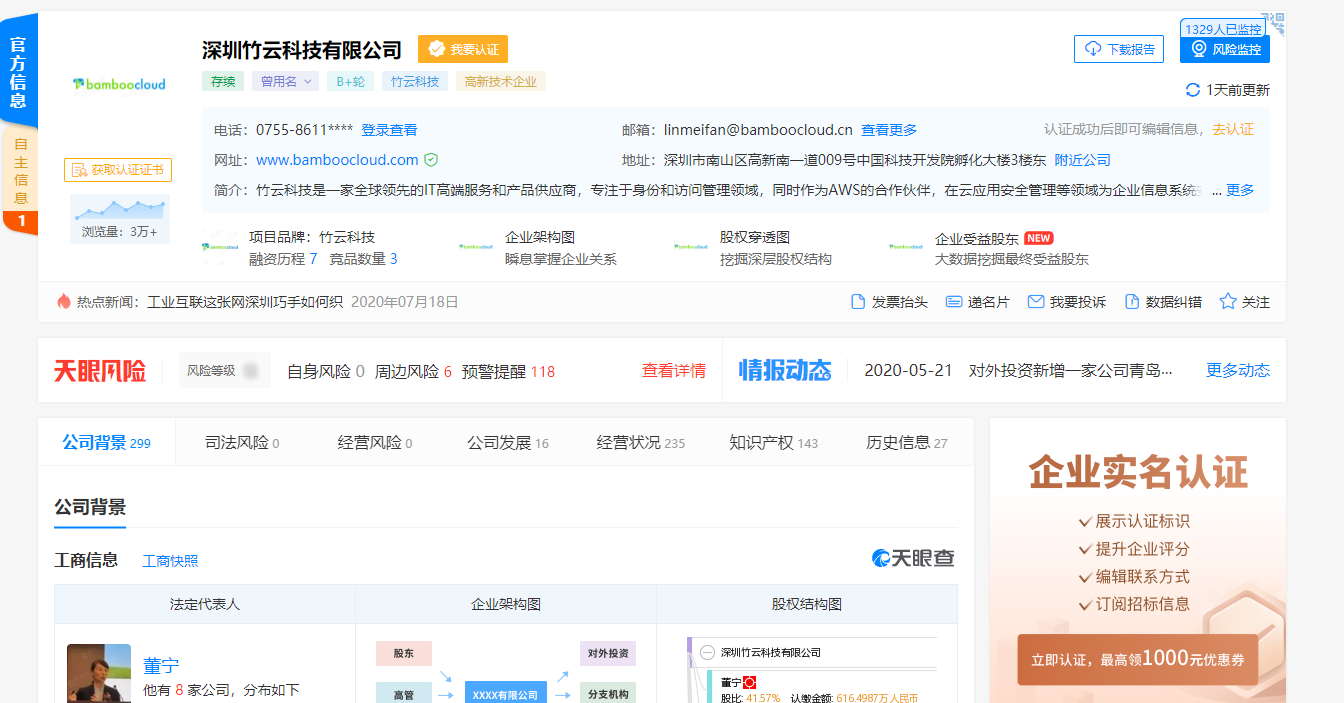 官方信息
自主信息
1
bamboocloud
获取认证证书
浏览量：3万+
深圳竹云科技有限公司
我要认证
存续 曾用名 B+轮 竹云科技 高新技术企业
1329人已监控
下载报告 风险监控
1天前更新
电话：0755-8611**** 登录查看 邮箱：linmeifan@bamboocloud.cn 查看更多 认证成功后即可编辑信息，去认证
网址：www.bamboocloud.com 地址：深圳市南山区高新南一道009号中国科技开发院孵化大楼3楼东 附近公司
简介：竹云科技是一家全球领先的IT高端服务和产品供应商，专注于身份和访问管理领域，同时作为AWS的合作伙伴，在云应用安全管理等领域为企业信息系统 ... 更多
bamboocloud 项目品牌：竹云科技 bamboocloud 企业架构图 bamboocloud 股权穿透图 bamboocloud 企业受益股东 NEW
融资历程 7 竞品数量 3 瞬息掌握企业关系 挖掘深层股权结构 大数据挖掘最终受益股东
热点新闻：工业互联这张网深圳巧手如何织 2020年07月18日 发票抬头 递名片 我要投诉 数据纠错 关注
天眼风险 风险等级 自身风险 0 周边风险 6 预警提醒 118 查看详情 情报动态 2020-05-21 对外投资新增一家公司青岛... 更多动态
公司背景 299 司法风险 0 经营风险 0 公司发展 16 经营状况 235 知识产权 143 历史信息 27
公司背景
工商信息 工商快照 天眼查
法定代表人 企业架构图 股权结构图
董宁
他有 8 家公司，分布如下
股东 对外投资
高管 XXXX有限公司 分支机构
深圳竹云科技有限公司
董宁
股比: 41.57% 认缴金额: 616.4987万人民币
企业实名认证
展示认证标识
提升企业评分
编辑联系方式
订阅招标信息
立即认证，最高领1000元优惠券